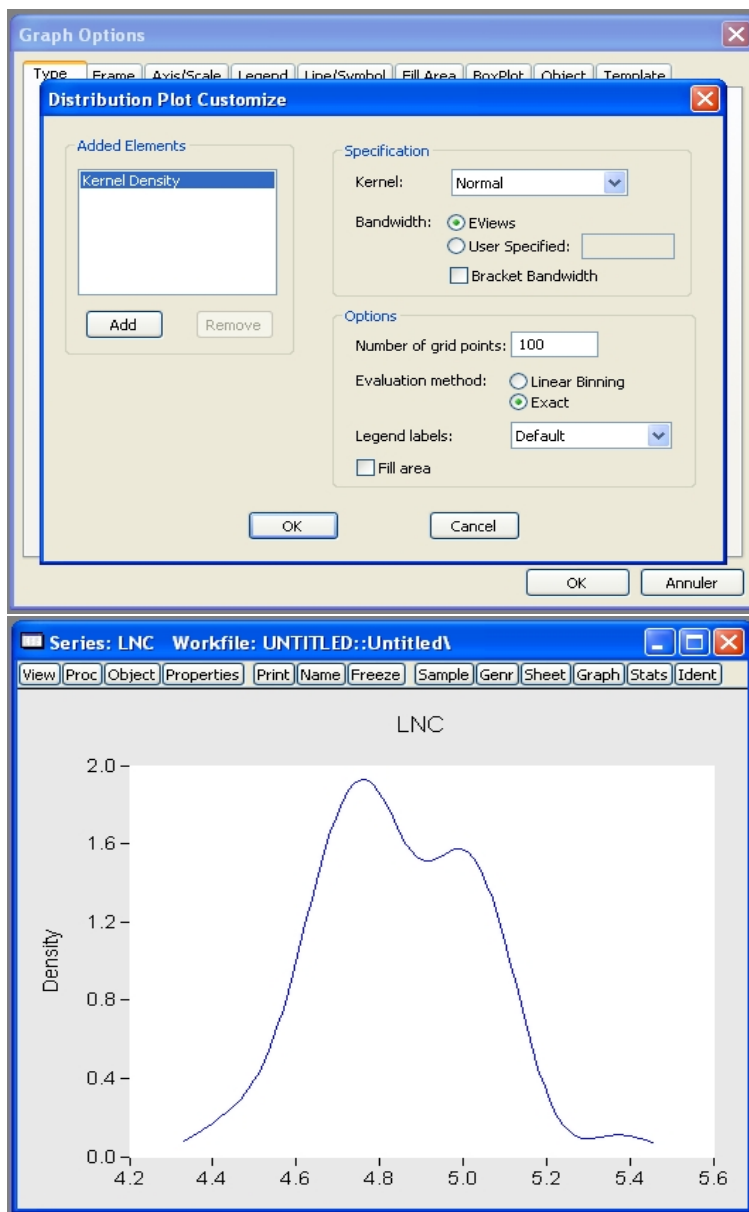 Graph Options
Type Frame Axis/Scale Legend Line/Symbol Fill Area BoxPlot Object Template
Distribution Plot Customize
Added Elements
Kernel Density
Add Remove
Specification
Kernel: Normal
Bandwidth: EViews
User Specified:
Bracket Bandwidth
Options
Number of grid points: 100
Evaluation method: Linear Binning
Exact
Legend labels: Default
Fill area
OK Cancel
OK Annuler
Series: LNC Workfile: UNTITLED::Untitled\
View Proc Object Properties Print Name Freeze Sample Genr Sheet Graph Stats Ident
LNC
Density
2.0
1.6
1.2
0.8
0.4
0.0
4.2 4.4 4.6 4.8 5.0 5.2 5.4 5.6